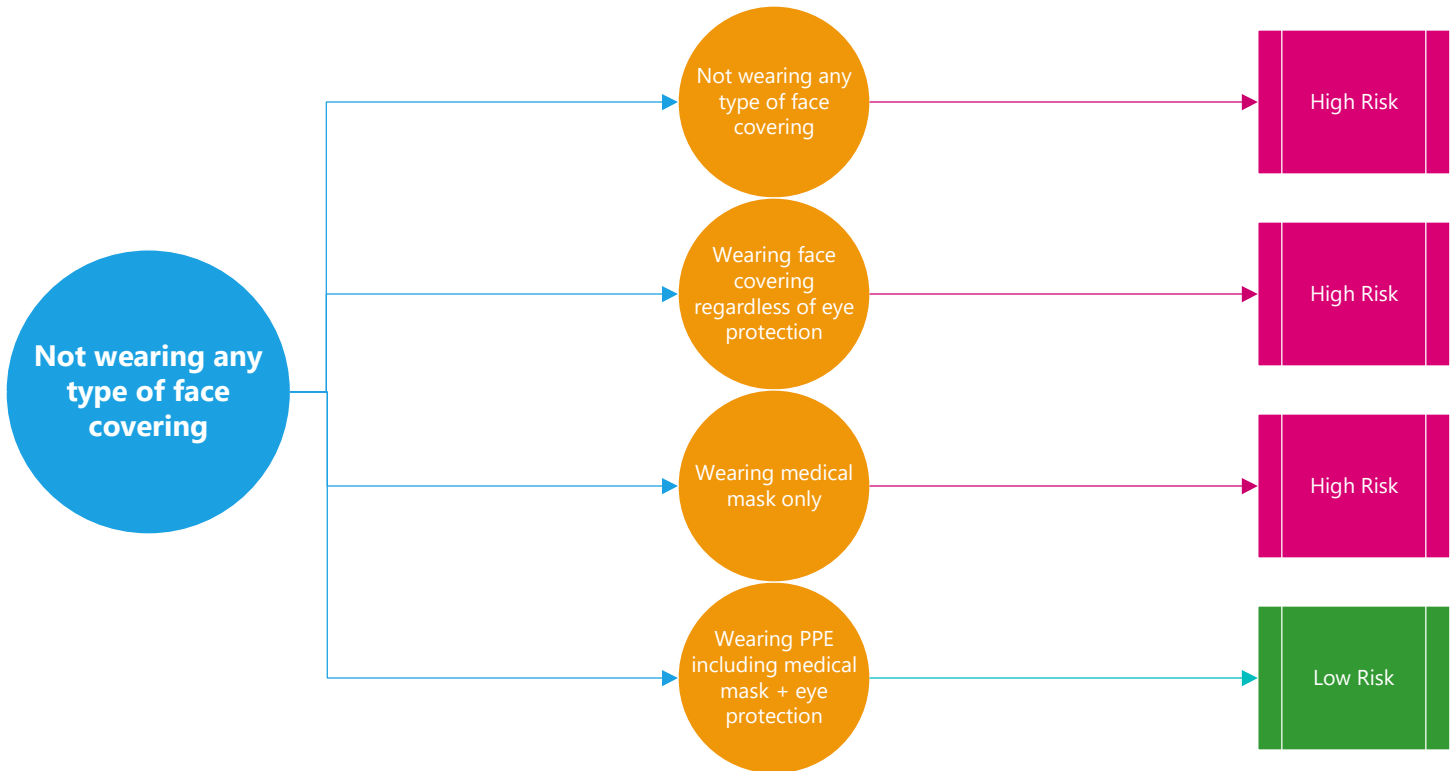 Not wearing any
type of face
covering
Not wearing any
type of face
covering
High Risk
Wearing face
covering
regardless of eye
protection
High Risk
Wearing medical
mask only
High Risk
Wearing PPE
including medical
mask + eye
protection
Low Risk